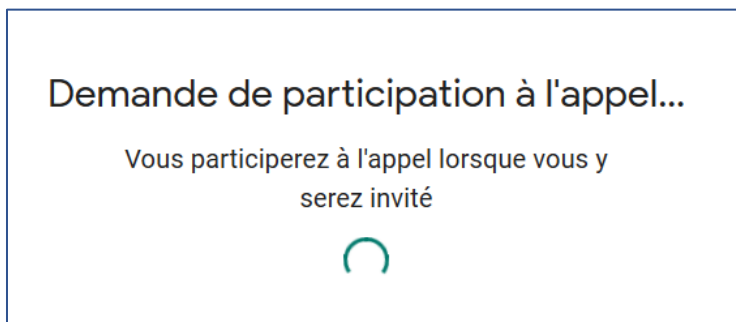 Demande de participation à l'appel...
Vous participerez à l'appel lorsque vous y
serez invité